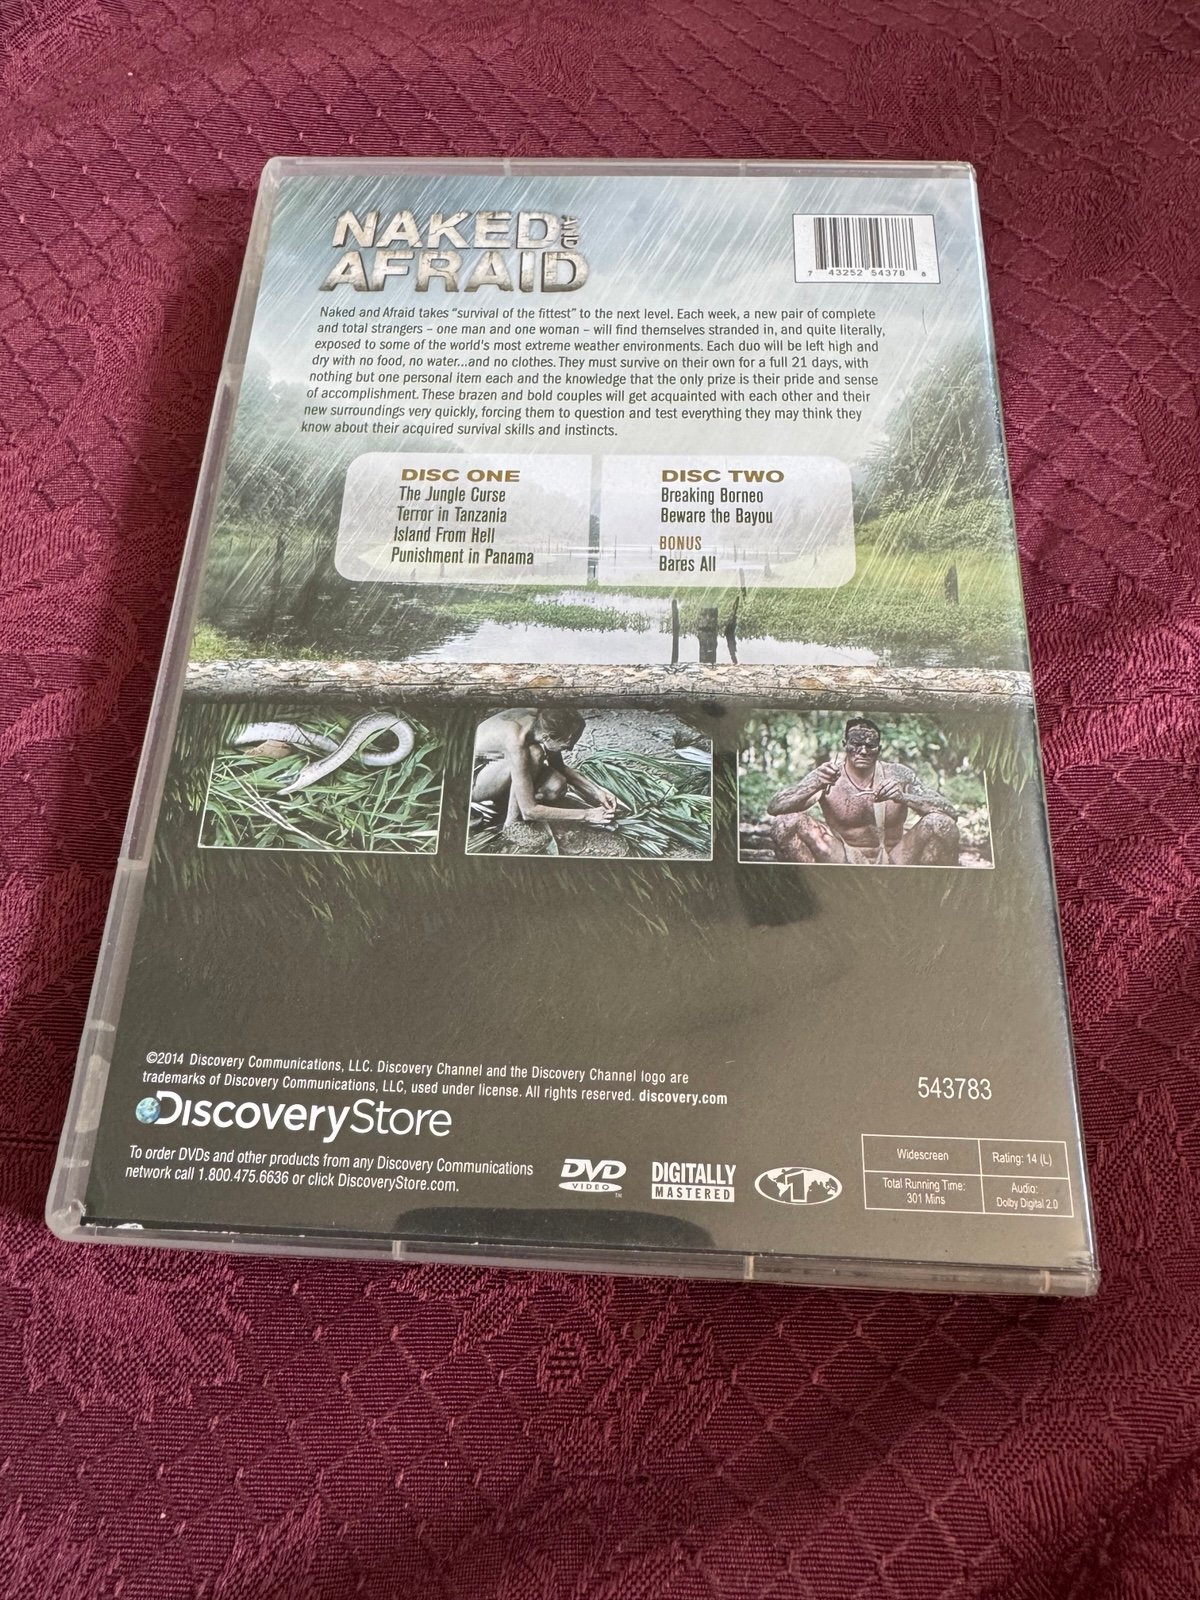 NAKED AND
AFRAID
7 43252 54378 8
Naked and Afraid takes “survival of the fittest” to the next level. Each week, a new pair of complete
and total strangers – one man and one woman – will find themselves stranded in, and quite literally,
exposed to some of the world's most extreme weather environments. Each duo will be left high and
dry with no food, no water...and no clothes. They must survive on their own for a full 21 days, with
nothing but one personal item each and the knowledge that the only prize is their pride and sense
of accomplishment. These brazen and bold couples will get acquainted with each other and their
new surroundings very quickly, forcing them to question and test everything they may think they
know about their acquired survival skills and instincts.
DISC ONE
The Jungle Curse
Terror in Tanzania
Island From Hell
Punishment in Panama
DISC TWO
Breaking Borneo
Beware the Bayou
BONUS
Bares All
©2014 Discovery Communications, LLC. Discovery Channel and the Discovery Channel logo are
trademarks of Discovery Communications, LLC, used under license. All rights reserved. discovery.com
543783
DiscoveryStore
To order DVDs and other products from any Discovery Communications
network call 1.800.475.6636 or click DiscoveryStore.com.
DVD
VIDEO
TM
DIGITALLY
MASTERED
1
Widescreen
Rating: 14 (L)
Total Running Time:
301 Mins
Audio:
Dolby Digital 2.0